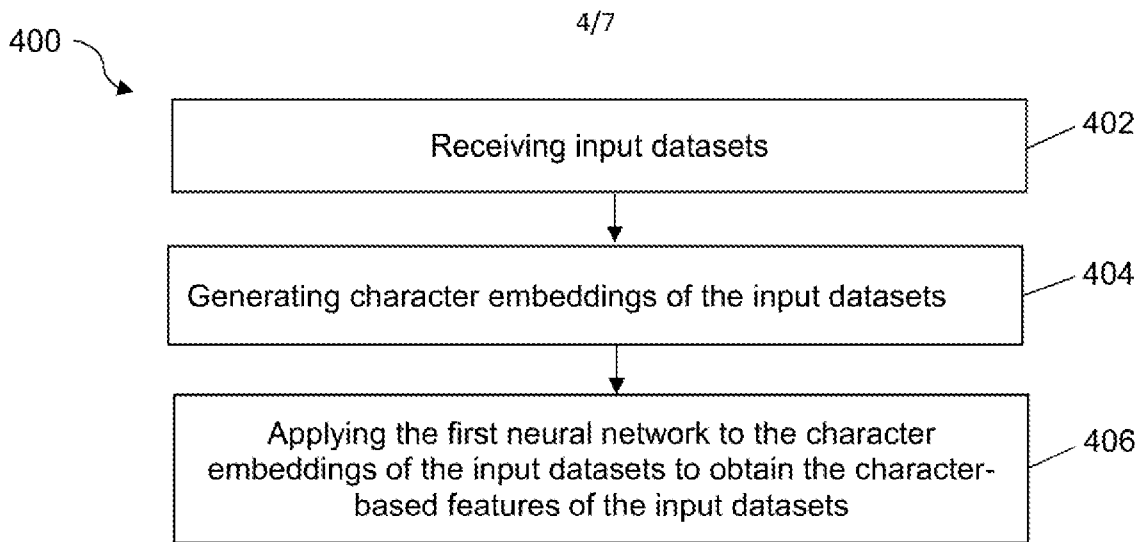 4/7
400
Receiving input datasets
402
Generating character embeddings of the input datasets
404
Applying the first neural network to the character
embeddings of the input datasets to obtain the character-
based features of the input datasets
406